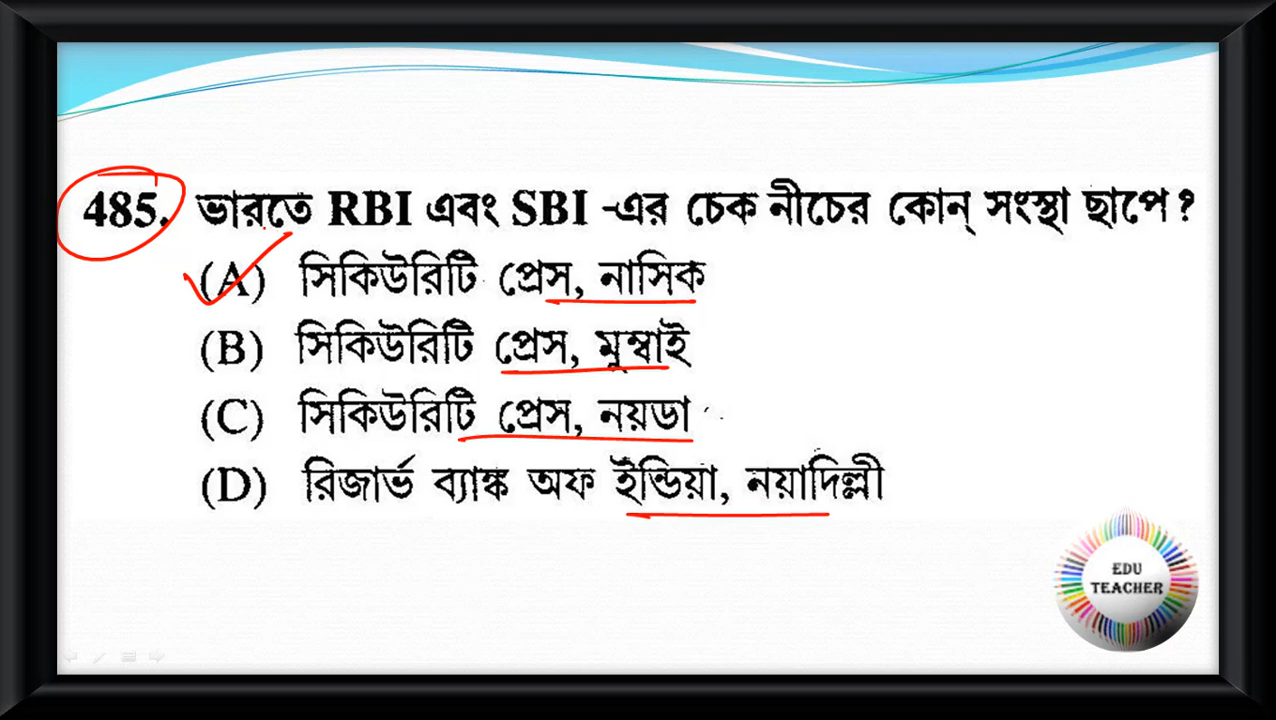 485. ভারতে RBI এবং SBI -এর চেক নীচের কোন্ সংস্থা ছাপে ?
(A) সিকিউরিটি প্রেস, নাসিক
(B) সিকিউরিটি প্রেস, মুম্বাই
(C) সিকিউরিটি প্রেস, নয়ডা
(D) রিজার্ভ ব্যাঙ্ক অফ ইন্ডিয়া, নয়াদিল্লী
EDU
TEACHER